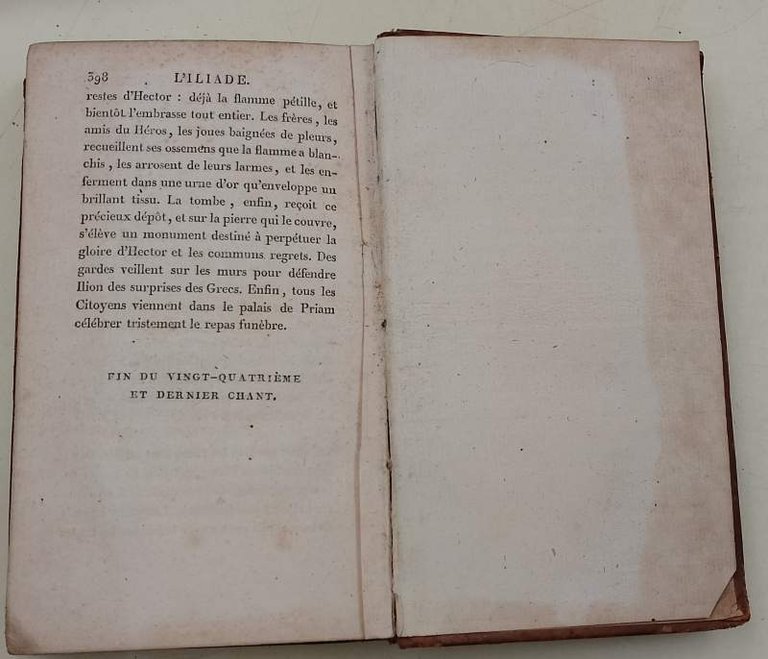 398 L'ILIADE.
restes d'Hector : déjà la flamme pétille, et
bientôt l'embrasse tout entier. Les frères, les
amis du Héros, les joues baignées de pleurs,
recueillent ses ossemens que la flamme a blan-
chis, les arrosent de leurs larmes, et les en-
ferment dans une urne d'or qu'enveloppe un
brillant tissu. La tombe, enfin, reçoit ce
précieux dépôt, et sur la pierre qui le couvre,
s'élève un monument destiné à perpétuer la
gloire d'Hector et les communs regrets. Des
gardes veillent sur les murs pour défendre
Ilion des surprises des Grecs. Enfin, tous les
Citoyens viennent dans le palais de Priam
célébrer tristement le repas funèbre.
FIN DU VINGT-QUATRIÈME
ET DERNIER CHANT.